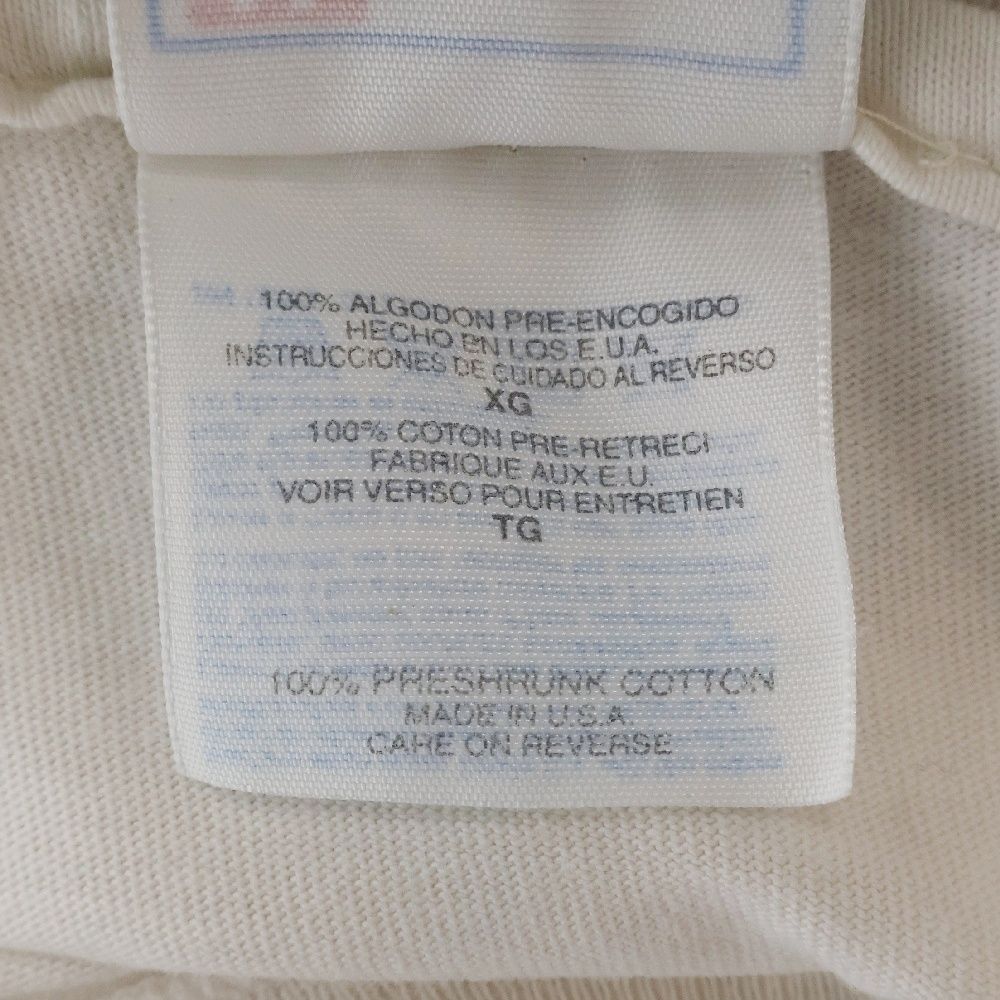 100% ALGODON PRE-ENCOGIDO
HECHO EN LOS E.U.A.
INSTRUCCIONES DE CUIDADO AL REVERSO
XG
100% COTON PRE-RETRECI
FABRIQUE AUX E.U.
VOIR VERSO POUR ENTRETIEN
TG
100% PRESHRUNK COTTON
MADE IN U.S.A.
CARE ON REVERSE